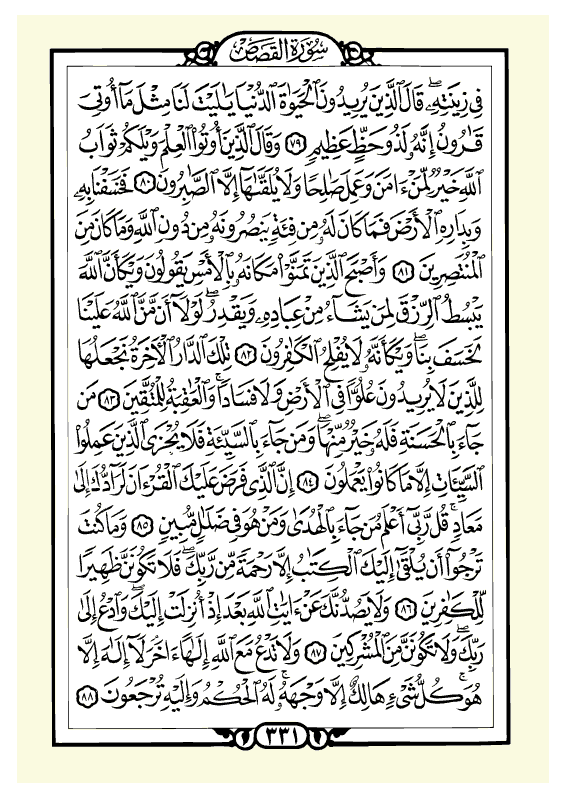 سُورَةُ القَصَصِ
فِي زِينَتِهِۦۖ قَالَ ٱلَّذِينَ يُرِيدُونَ ٱلْحَيَوٰةَ ٱلدُّنْيَا يَٰلَيْتَ لَنَا مِثْلَ مَآ أُوتِىَ
قَٰرُونُ إِنَّهُۥ لَذُو حَظٍّ عَظِيمٍ ﴿٧٩﴾ وَقَالَ ٱلَّذِينَ أُوتُوا۟ ٱلْعِلْمَ وَيْلَكُمْ ثَوَابُ
ٱللَّهِ خَيْرٌ لِّمَنْ ءَامَنَ وَعَمِلَ صَٰلِحًا وَلَا يُلَقَّىٰهَآ إِلَّا ٱلصَّٰبِرُونَ ﴿٨٠﴾ فَخَسَفْنَا بِهِۦ
وَبِدَارِهِ ٱلْأَرْضَ فَمَا كَانَ لَهُۥ مِن فِئَةٍ يَنصُرُونَهُۥ مِن دُونِ ٱللَّهِ وَمَا كَانَ مِنَ
ٱلْمُنتَصِرِينَ ﴿٨١﴾ وَأَصْبَحَ ٱلَّذِينَ تَمَنَّوْا۟ مَكَانَهُۥ بِٱلْأَمْسِ يَقُولُونَ وَيْكَأَنَّ ٱللَّهَ
يَبْسُطُ ٱلرِّزْقَ لِمَن يَشَآءُ مِنْ عِبَادِهِۦ وَيَقْدِرُۖ لَوْلَآ أَن مَّنَّ ٱللَّهُ عَلَيْنَا
لَخَسَفَ بِنَاۖ وَيْكَأَنَّهُۥ لَا يُفْلِحُ ٱلْكَٰفِرُونَ ﴿٨٢﴾ تِلْكَ ٱلدَّارُ ٱلْءَاخِرَةُ نَجْعَلُهَا
لِلَّذِينَ لَا يُرِيدُونَ عُلُوًّا فِى ٱلْأَرْضِ وَلَا فَسَادًاۚ وَٱلْعَٰقِبَةُ لِلْمُتَّقِينَ ﴿٨٣﴾ مَن
جَآءَ بِٱلْحَسَنَةِ فَلَهُۥ خَيْرٌ مِّنْهَاۖ وَمَن جَآءَ بِٱلسَّيِّئَةِ فَلَا يُجْزَى ٱلَّذِينَ عَمِلُوا۟
ٱلسَّيِّـَٔاتِ إِلَّا مَا كَانُوا۟ يَعْمَلُونَ ﴿٨٤﴾ إِنَّ ٱلَّذِى فَرَضَ عَلَيْكَ ٱلْقُرْءَانَ لَرَآدُّكَ إِلَىٰ
مَعَادٍۚ قُل رَّبِّىٓ أَعْلَمُ مَن جَآءَ بِٱلْهُدَىٰ وَمَنْ هُوَ فِى ضَلَٰلٍ مُّبِينٍ ﴿٨٥﴾ وَمَا كُنتَ
تَرْجُوٓا۟ أَن يُلْقَىٰٓ إِلَيْكَ ٱلْكِتَٰبُ إِلَّا رَحْمَةً مِّن رَّبِّكَۖ فَلَا تَكُونَنَّ ظَهِيرًا
لِّلْكَٰفِرِينَ ﴿٨٦﴾ وَلَا يَصُدُّنَّكَ عَنْ ءَايَٰتِ ٱللَّهِ بَعْدَ إِذْ أُنزِلَتْ إِلَيْكَۖ وَٱدْعُ إِلَىٰ
رَبِّكَۖ وَلَا تَكُونَنَّ مِنَ ٱلْمُشْرِكِينَ ﴿٨٧﴾ وَلَا تَدْعُ مَعَ ٱللَّهِ إِلَٰهًا ءَاخَرَۘ لَآ إِلَٰهَ إِلَّا
هُوَۚ كُلُّ شَىْءٍ هَالِكٌ إِلَّا وَجْهَهُۥۚ لَهُ ٱلْحُكْمُ وَإِلَيْهِ تُرْجَعُونَ ﴿٨٨﴾
٣٣١